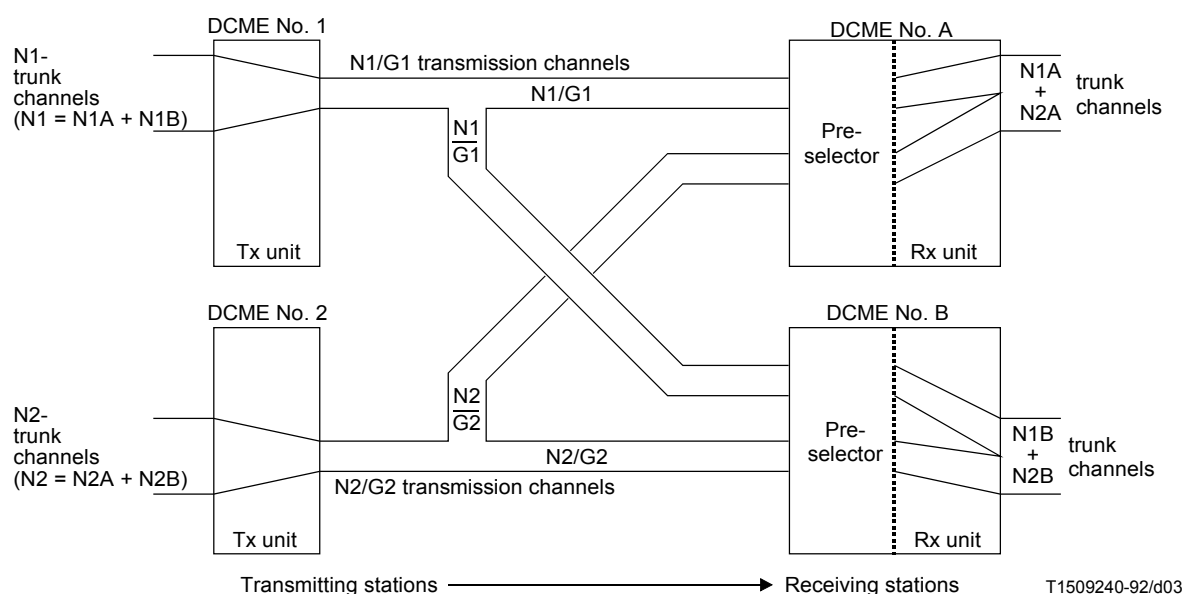 DCME No. 1
N1-
trunk
channels
(N1 = N1A + N1B)
N1/G1 transmission channels
N1/G1
N1
G1
Tx unit
DCME No. A
Pre-
selector
Rx unit
N1A
+
N2A
trunk
channels
DCME No. 2
N2-
trunk
channels
(N2 = N2A + N2B)
N2
G2
N2/G2
N2/G2 transmission channels
Tx unit
DCME No. B
Pre-
selector
Rx unit
N1B
+
N2B
trunk
channels
Transmitting stations
Receiving stations
T1509240-92/d03